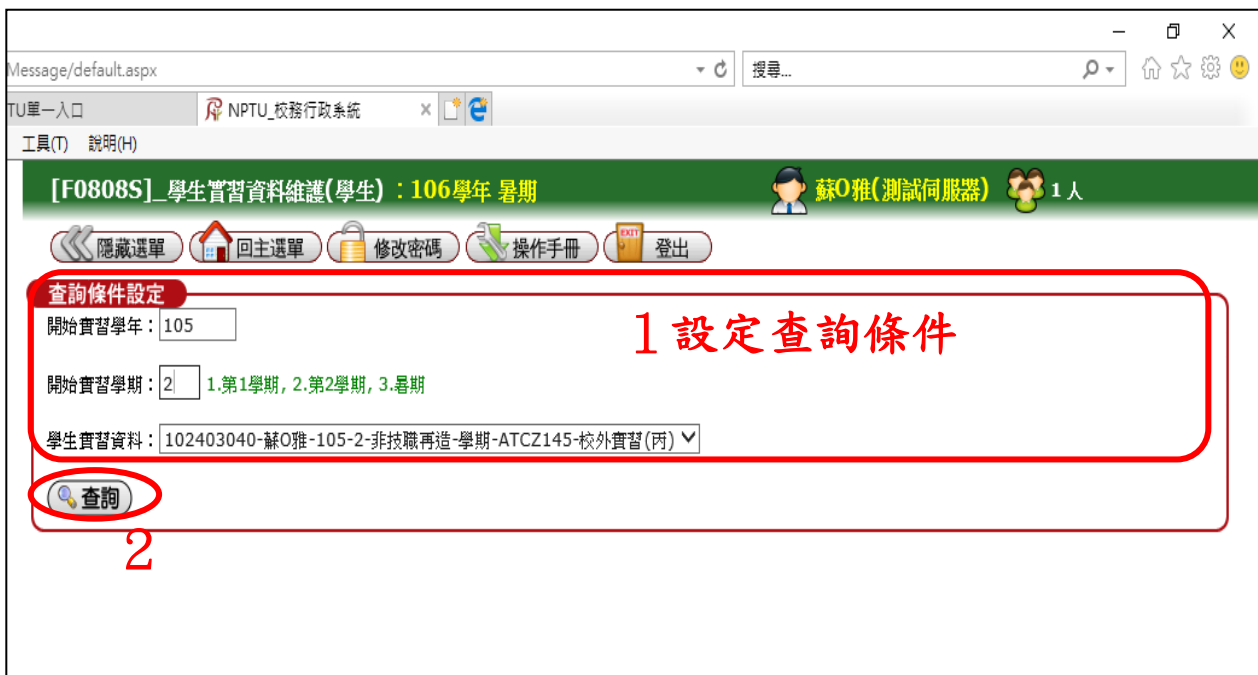 Message/default.aspx 搜尋...
TU單一入口 NPTU_校務行政系統
工具(T) 說明(H)
[F0808S]_學生實習資料維護(學生)：106學年 暑期 蘇O雅(測試伺服器) 1人
隱藏選單 回主選單 修改密碼 操作手冊 EXIT 登出
查詢條件設定
開始實習學年：105
1設定查詢條件
開始實習學期：2 1.第1學期, 2.第2學期, 3.暑期
學生實習資料：102403040-蘇O雅-105-2-非技職再造-學期-ATCZ145-校外實習(丙)
查詢
2